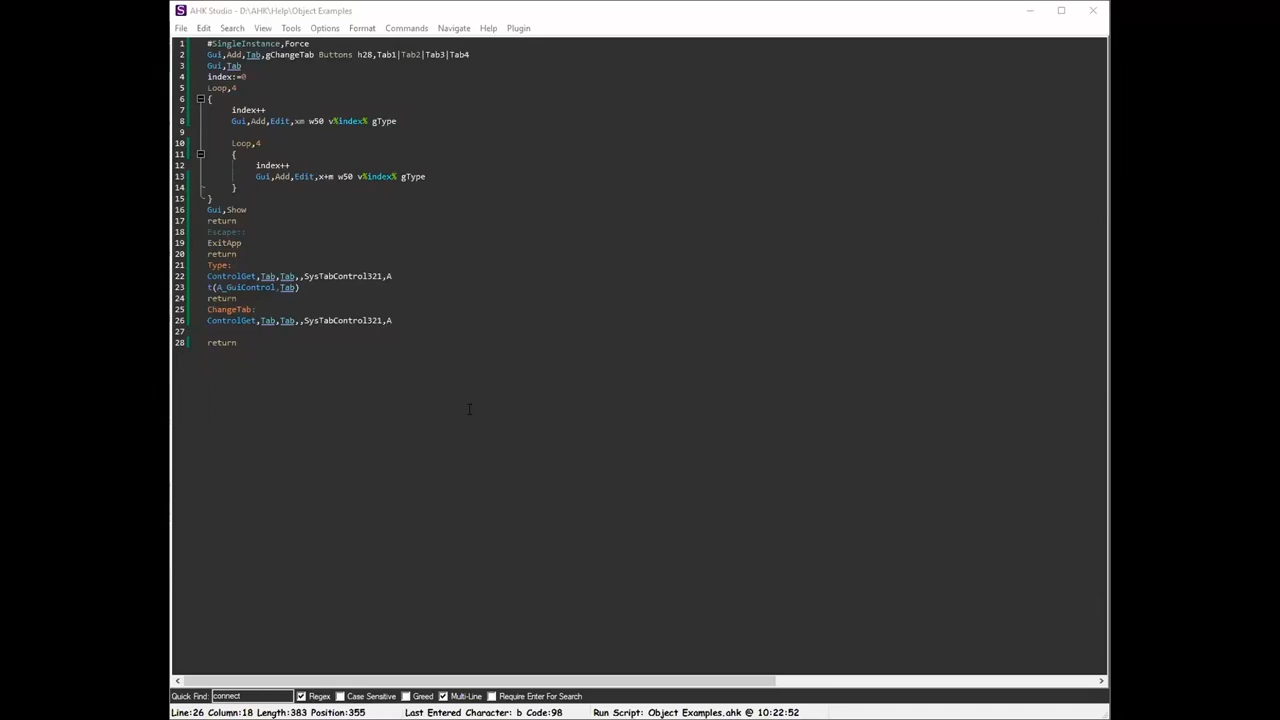 AHK Studio - D:\AHK\Help\Object Examples
File Edit Search View Tools Options Format Commands Navigate Help Plugin
1 #SingleInstance,Force
2 Gui,Add,Tab,gChangeTab Buttons h28,Tab1|Tab2|Tab3|Tab4
3 Gui,Tab
4 index:=0
5 Loop,4
6 {
7 index++
8 Gui,Add,Edit,xm w50 v%index% gType
9
10 Loop,4
11 {
12 index++
13 Gui,Add,Edit,x+m w50 v%index% gType
14 }
15 }
16 Gui,Show
17 return
18 Escape::
19 ExitApp
20 return
21 Type:
22 ControlGet,Tab,Tab,,SysTabControl321,A
23 t(A_GuiControl,Tab)
24 return
25 ChangeTab:
26 ControlGet,Tab,Tab,,SysTabControl321,A
27
28 return
Quick Find: connect Regex Case Sensitive Greed Multi-Line Require Enter For Search
Line:26 Column:18 Length:383 Position:355 Last Entered Character: b Code:98 Run Script: Object Examples.ahk @ 10:22:52